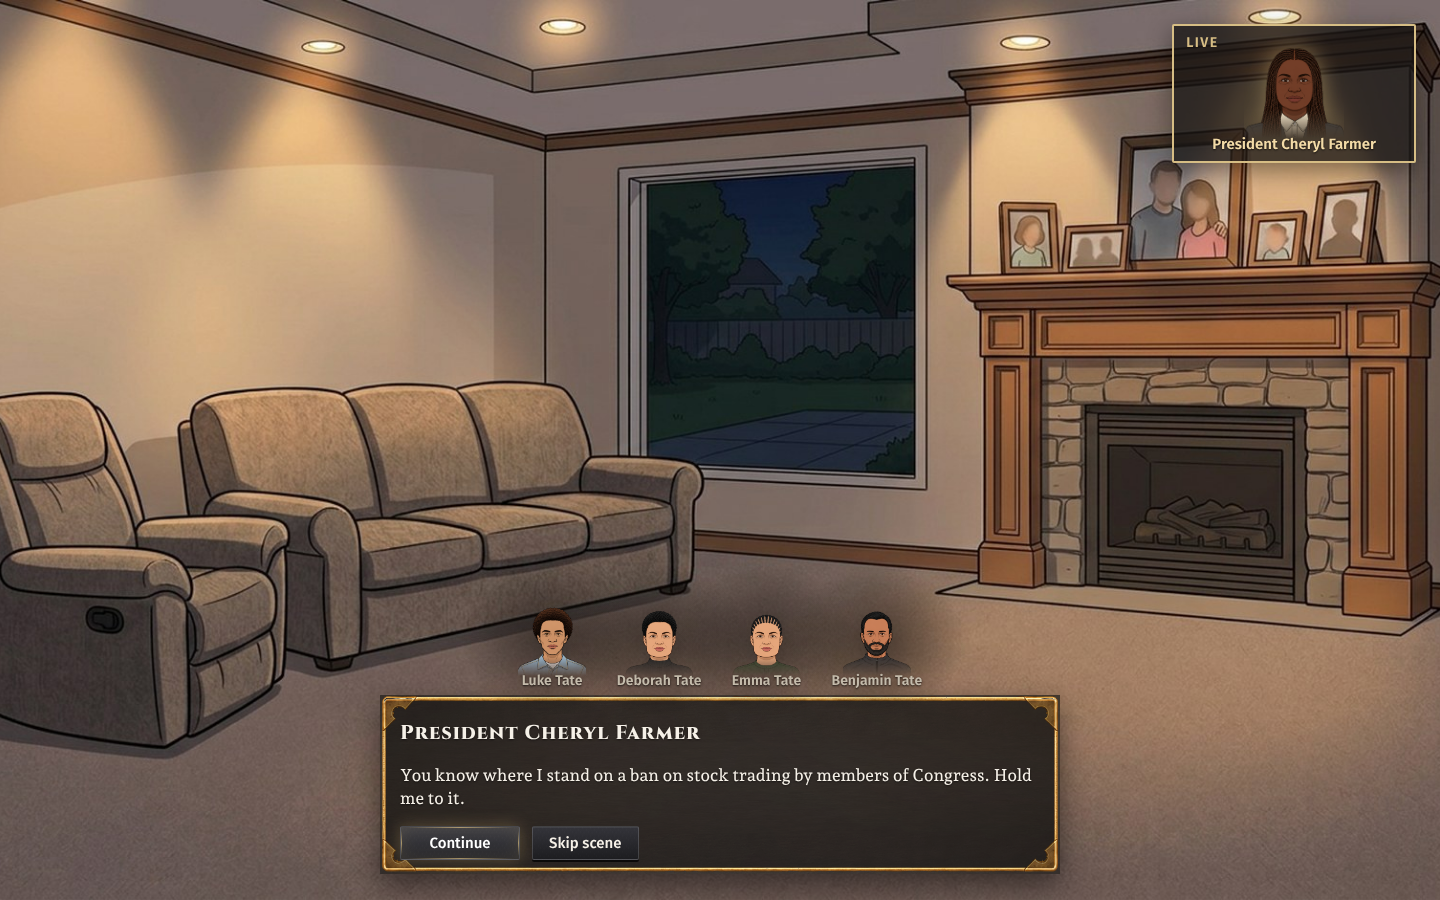 LIVE
President Cheryl Farmer
Luke Tate
Deborah Tate
Emma Tate
Benjamin Tate
President Cheryl Farmer
You know where I stand on a ban on stock trading by members of Congress. Hold
me to it.
Continue
Skip scene